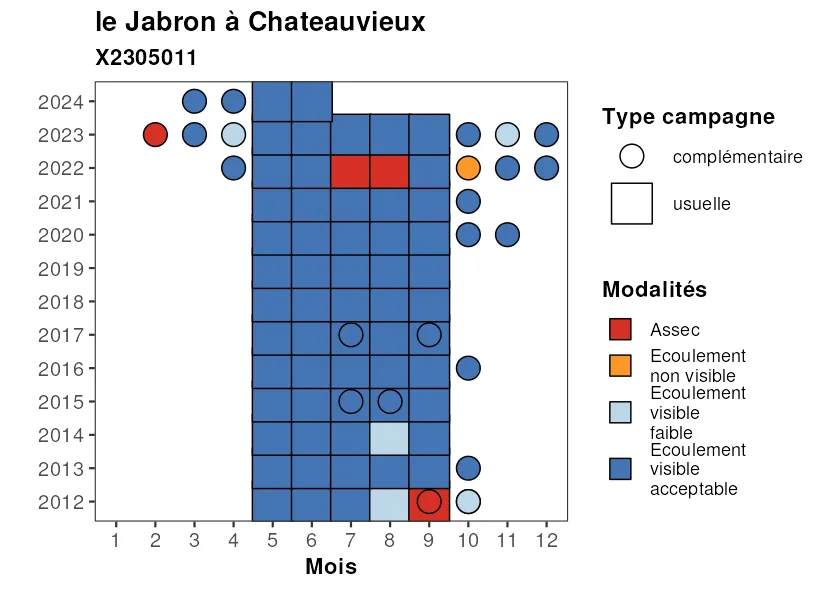 le Jabron à Chateauvieux
X2305011
2024
2023
2022
2021
2020
2019
2018
2017
2016
2015
2014
2013
2012
1 2 3 4 5 6 7 8 9 10 11 12
Mois
Type campagne
complémentaire
usuelle
Modalités
Assec
Ecoulement
non visible
Ecoulement
visible
faible
Ecoulement
visible
acceptable